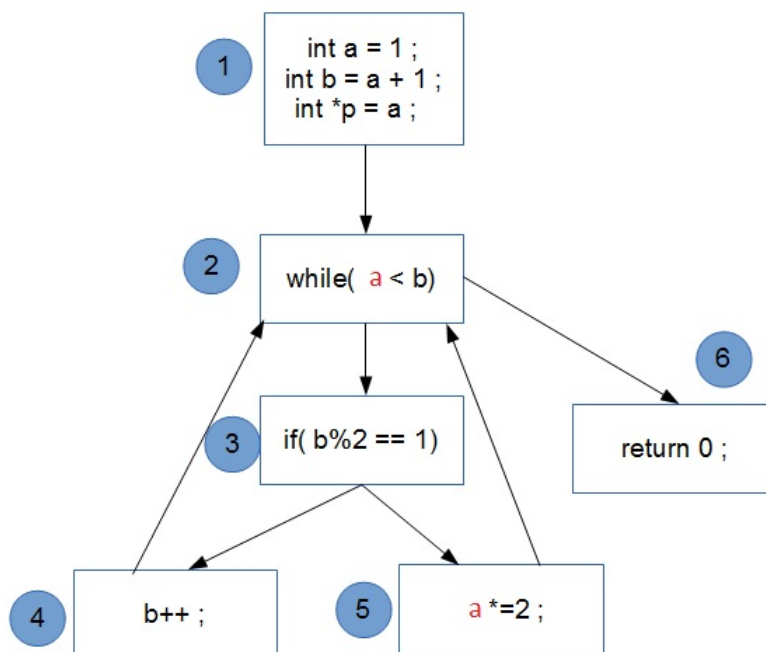 1
int a = 1 ;
int b = a + 1 ;
int *p = a ;
2
while( a < b)
6
return 0 ;
3
if( b%2 == 1)
4
b++ ;
5
a *=2 ;